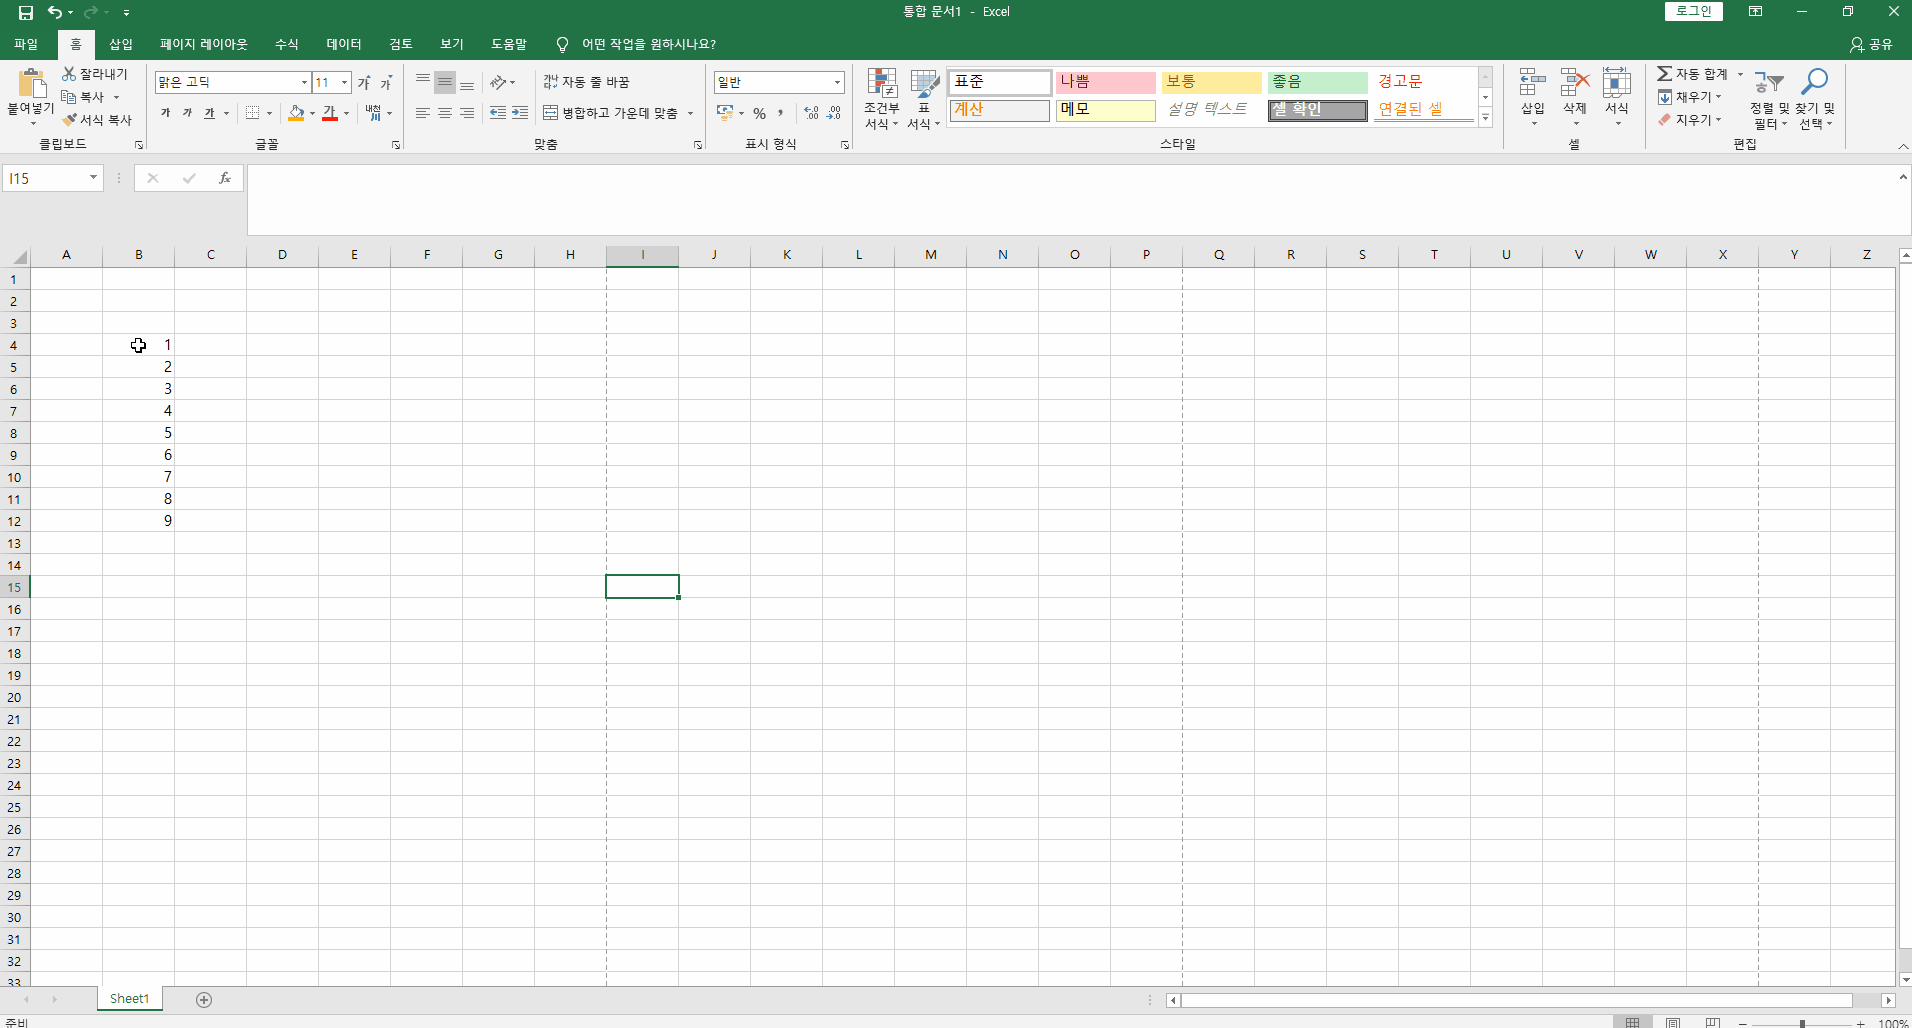 통합 문서1 - Excel
로그인
파일 홈 삽입 페이지 레이아웃 수식 데이터 검토 보기 도움말 어떤 작업을 원하시나요? 공유
붙여넣기
잘라내기
복사
서식 복사
클립보드
맑은 고딕 11 가 가
가 가 가 내천 川
글꼴
자동 줄 바꿈
병합하고 가운데 맞춤
맞춤
일반
% , .0 .00
표시 형식
조건부 서식
표 서식
표준 나쁨 보통 좋음 경고문
계산 메모 설명 텍스트 셀 확인 연결된 셀
스타일
삽입 삭제 서식
셀
자동 합계
채우기
지우기
정렬 및 필터
찾기 및 선택
편집
I15 fx
A B C D E F G H I J K L M N O P Q R S T U V W X Y Z
1
2
3
4 1
5 2
6 3
7 4
8 5
9 6
10 7
11 8
12 9
13
14
15
16
17
18
19
20
21
22
23
24
25
26
27
28
29
30
31
32
33
Sheet1
준비 100%